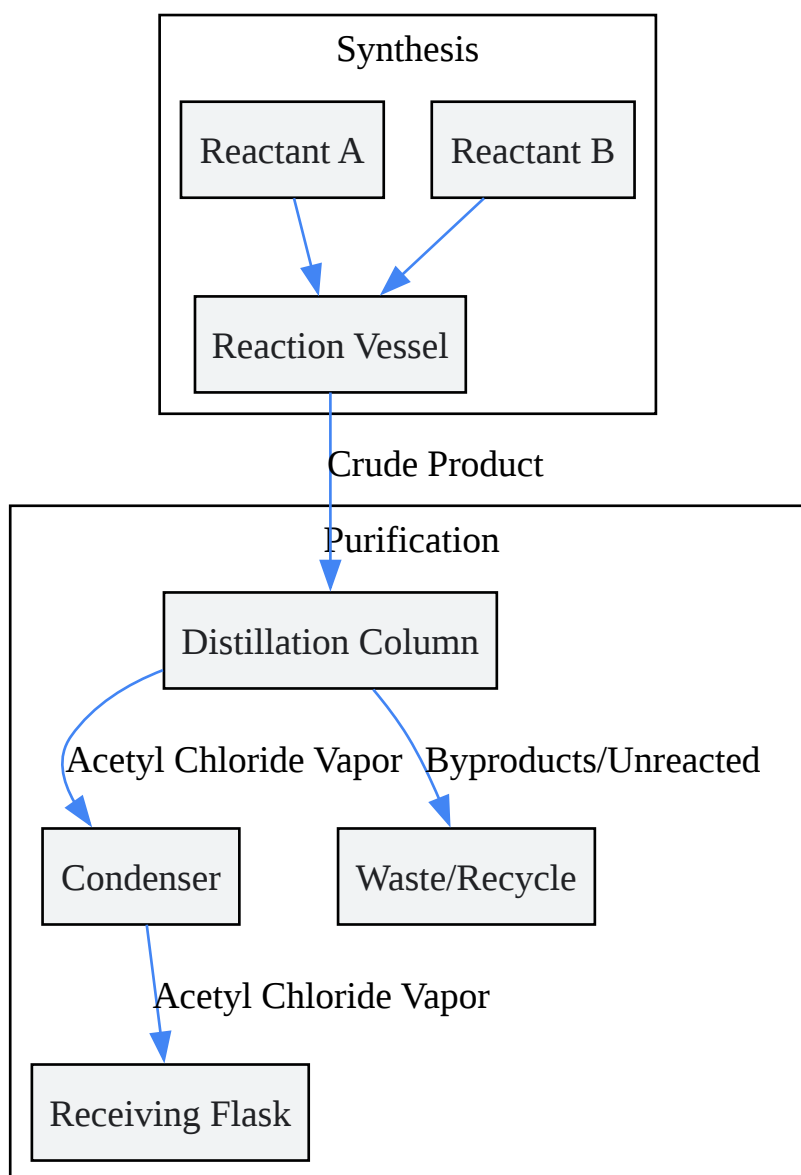 Synthesis
Reactant A
Reactant B
Reaction Vessel
Crude Product
Purification
Distillation Column
Acetyl Chloride Vapor
Byproducts/Unreacted
Condenser
Waste/Recycle
Acetyl Chloride Vapor
Receiving Flask